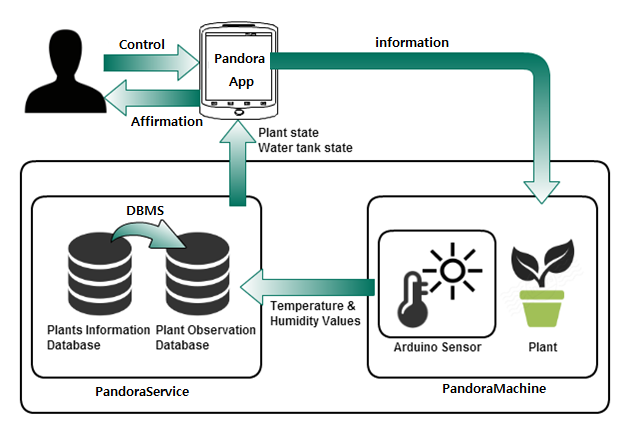 Control
information
Pandora
App
Affirmation
Plant state
Water tank state
DBMS
Temperature &
Humidity Values
Plants Information
Database
Plant Observation
Database
Arduino Sensor
Plant
PandoraService
PandoraMachine